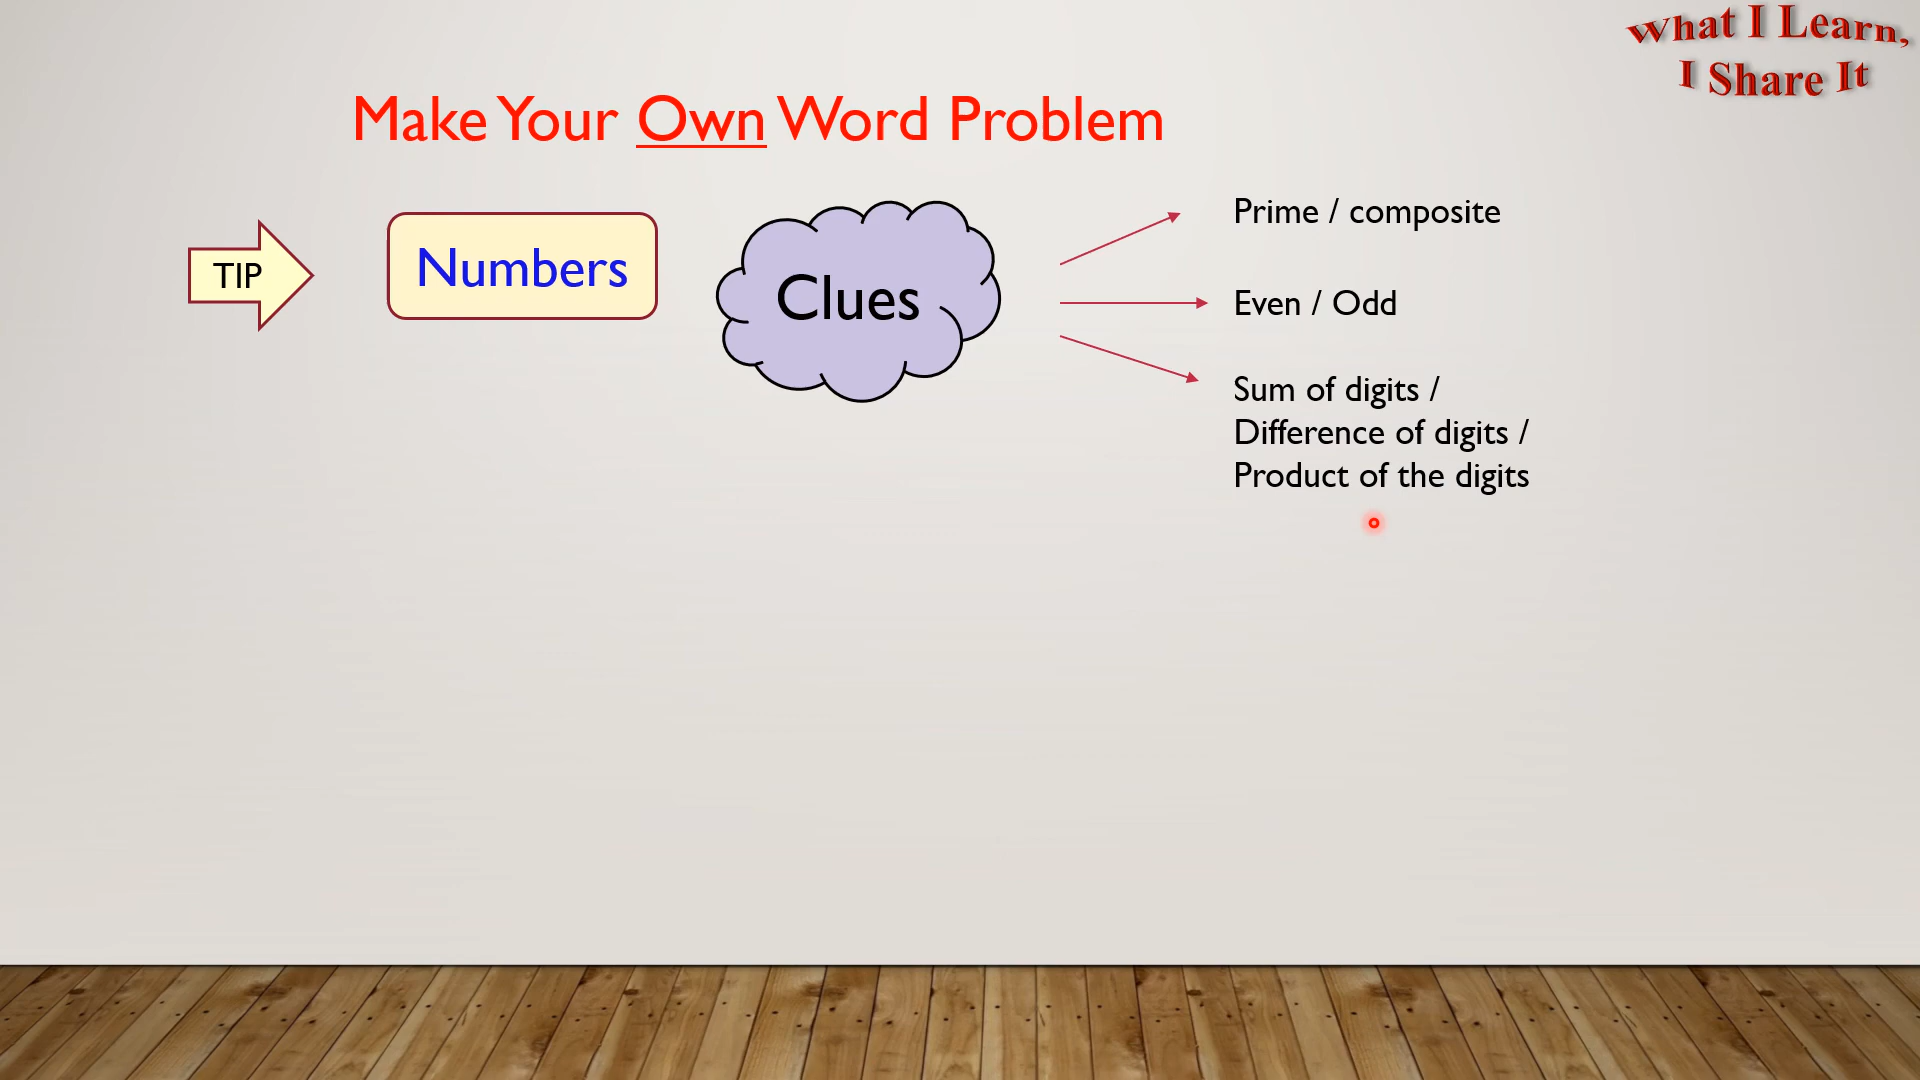 What I Learn,
I Share It
Make Your Own Word Problem
TIP
Numbers
Clues
Prime / composite
Even / Odd
Sum of digits /
Difference of digits /
Product of the digits